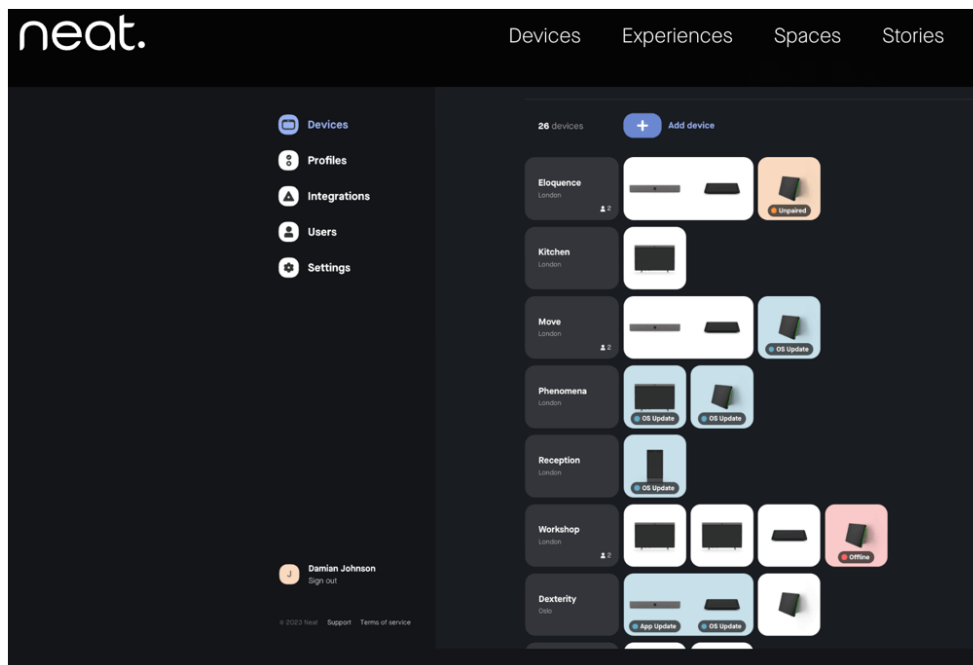 neat.
Devices Experiences Spaces Stories
Devices
Profiles
Integrations
Users
Settings
Damian Johnson
Sign out
J
© 2023 Neat Support Terms of service
26 devices
Add device
Eloquence
London
2
Unpaired
Kitchen
London
Move
London
2
OS Update
Phenomena
London
OS Update
OS Update
Reception
London
OS Update
Workshop
London
2
Offline
Dexterity
Oslo
App Update
OS Update